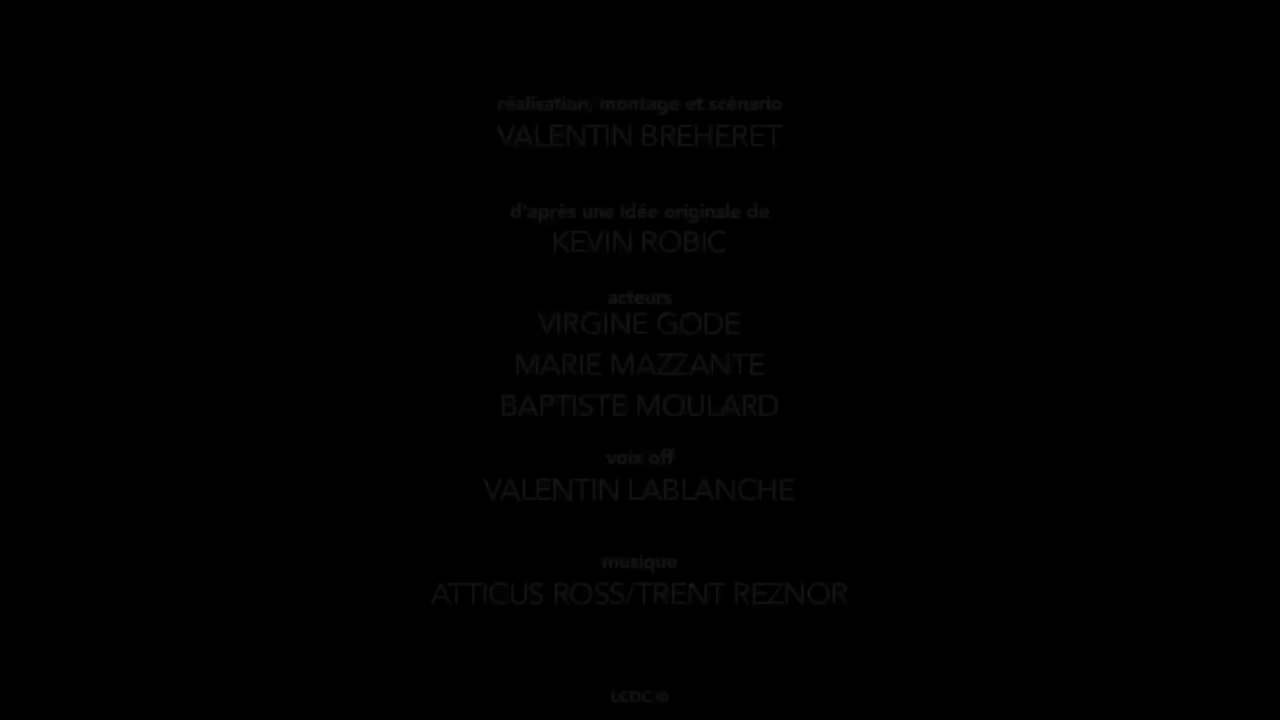 réalisation, montage et scénario
VALENTIN BREHERET
d'après une idée originale de
KEVIN ROBIC
acteurs
VIRGINE GODE
MARIE MAZZANTE
BAPTISTE MOULARD
voix off
VALENTIN LABLANCHE
musique
ATTICUS ROSS/TRENT REZNOR
LCDC ©